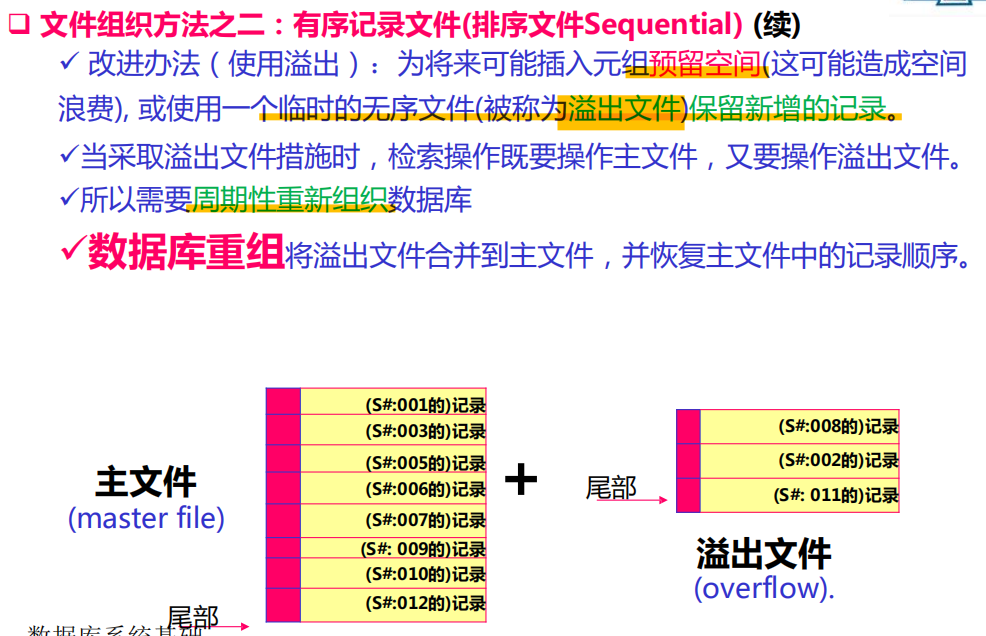 ❑ 文件组织方法之二：有序记录文件(排序文件Sequential) (续)
✓ 改进办法（使用溢出）：为将来可能插入元组预留空间(这可能造成空间
浪费), 或使用一个临时的无序文件(被称为溢出文件)保留新增的记录。
✓当采取溢出文件措施时，检索操作既要操作主文件，又要操作溢出文件。
✓所以需要周期性重新组织数据库
✓数据库重组将溢出文件合并到主文件，并恢复主文件中的记录顺序。
主文件
(master file)
尾部
(S#:001的)记录
(S#:003的)记录
(S#:005的)记录
(S#:006的)记录
(S#:007的)记录
(S#: 009的)记录
(S#:010的)记录
(S#:012的)记录
+
尾部
(S#:008的)记录
(S#:002的)记录
(S#: 011的)记录
溢出文件
(overflow).
数据库系统基础